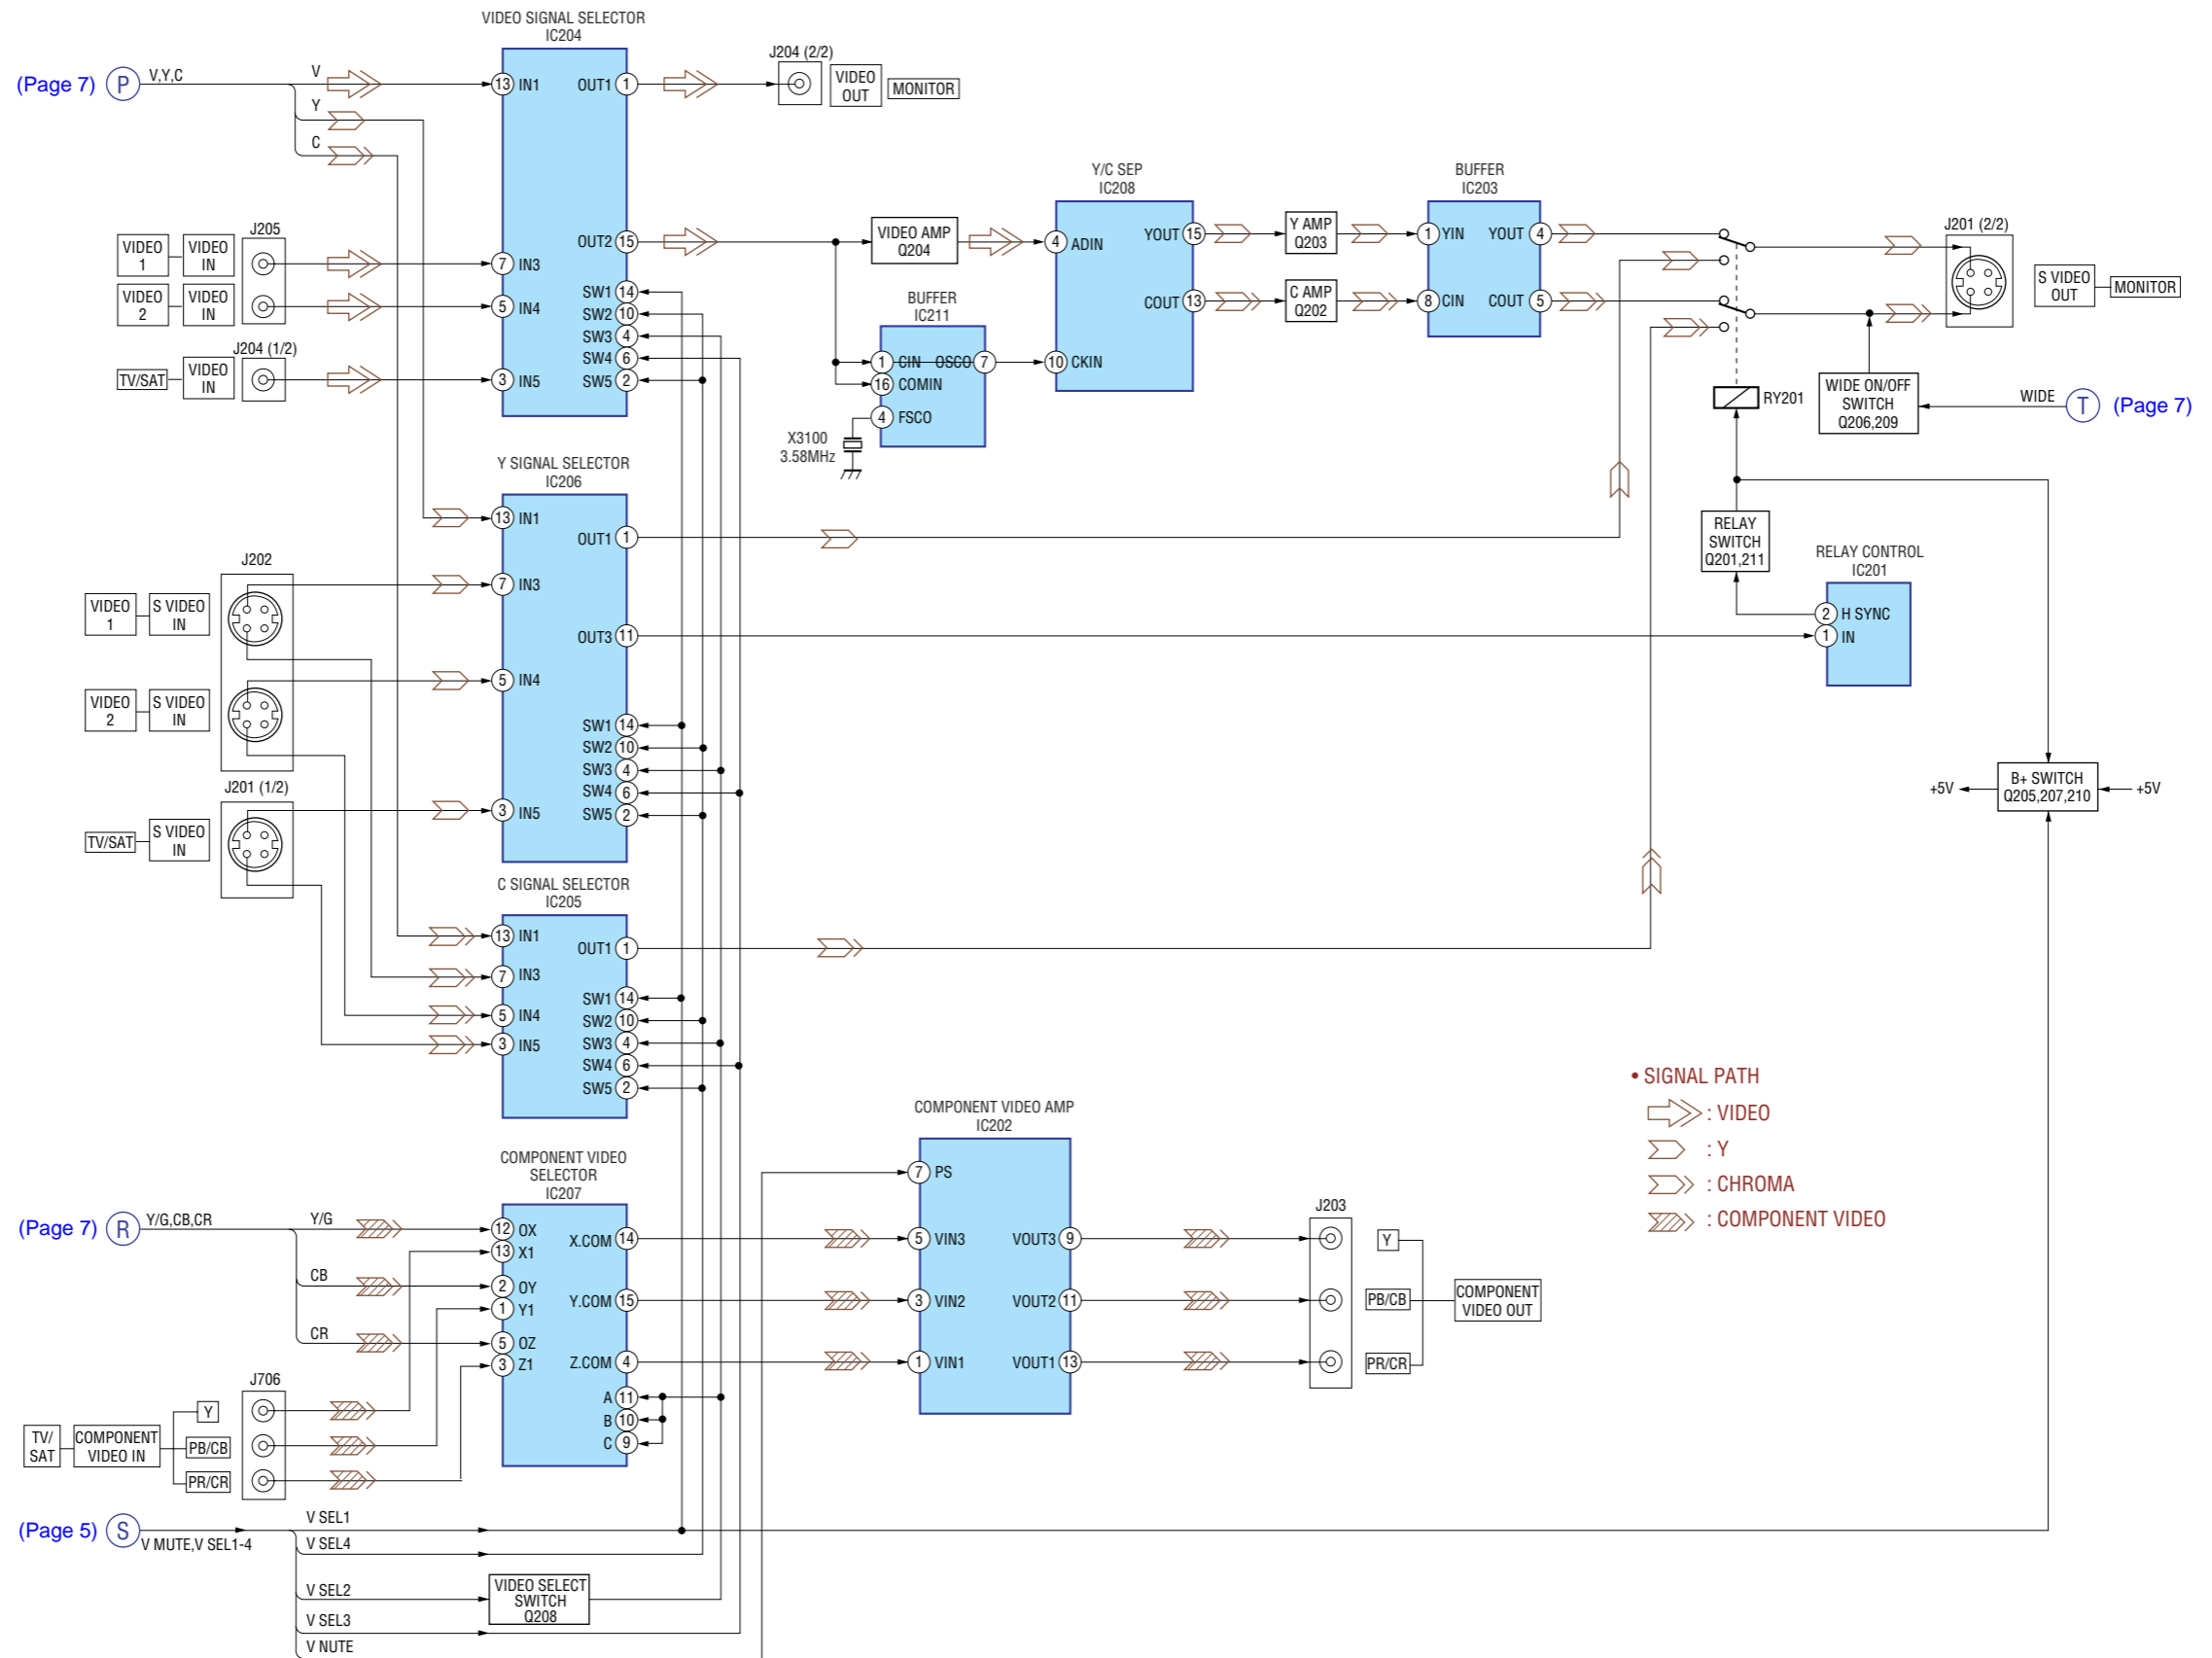 VIDEO SIGNAL SELECTOR
IC204
(Page 7) P V,Y,C
V
Y
C
13 IN1
OUT1 1
J204 (2/2)
VIDEO
OUT
MONITOR
J205
VIDEO
1
VIDEO
IN
VIDEO
2
VIDEO
IN
7 IN3
5 IN4
OUT2 15
SW1 14
SW2 10
SW3 4
SW4 6
SW5 2
TV/SAT
VIDEO
IN
J204 (1/2)
3 IN5
VIDEO AMP
Q204
BUFFER
IC211
1 CIN OSCO 7
16 COMIN
4 FSCO
X3100
3.58MHz
Y/C SEP
IC208
4 ADIN
YOUT 15
COUT 13
10 CKIN
Y AMP
Q203
C AMP
Q202
BUFFER
IC203
1 YIN YOUT 4
8 CIN COUT 5
J201 (2/2)
S VIDEO
OUT
MONITOR
RY201
WIDE ON/OFF
SWITCH
Q206,209
WIDE T (Page 7)
Y SIGNAL SELECTOR
IC206
13 IN1
OUT1 1
7 IN3
OUT3 11
5 IN4
SW1 14
SW2 10
SW3 4
SW4 6
SW5 2
3 IN5
J202
VIDEO
1
S VIDEO
IN
VIDEO
2
S VIDEO
IN
J201 (1/2)
TV/SAT
S VIDEO
IN
RELAY
SWITCH
Q201,211
RELAY CONTROL
IC201
2 H SYNC
1 IN
+5V
B+ SWITCH
Q205,207,210
+5V
C SIGNAL SELECTOR
IC205
13 IN1
OUT1 1
7 IN3
5 IN4
3 IN5
SW1 14
SW2 10
SW3 4
SW4 6
SW5 2
• SIGNAL PATH
: VIDEO
: Y
: CHROMA
: COMPONENT VIDEO
COMPONENT VIDEO
SELECTOR
IC207
(Page 7) R Y/G,CB,CR
Y/G
CB
CR
12 OX
13 X1
2 OY
1 Y1
5 OZ
3 Z1
X.COM 14
Y.COM 15
Z.COM 4
A 11
B 10
C 9
COMPONENT VIDEO AMP
IC202
7 PS
5 VIN3
3 VIN2
1 VIN1
VOUT3 9
VOUT2 11
VOUT1 13
J203
Y
PB/CB
PR/CR
COMPONENT
VIDEO OUT
J706
TV/
SAT
COMPONENT
VIDEO IN
Y
PB/CB
PR/CR
(Page 5) S
V MUTE,V SEL1-4
V SEL1
V SEL4
V SEL2
VIDEO SELECT
SWITCH
Q208
V SEL3
V NUTE